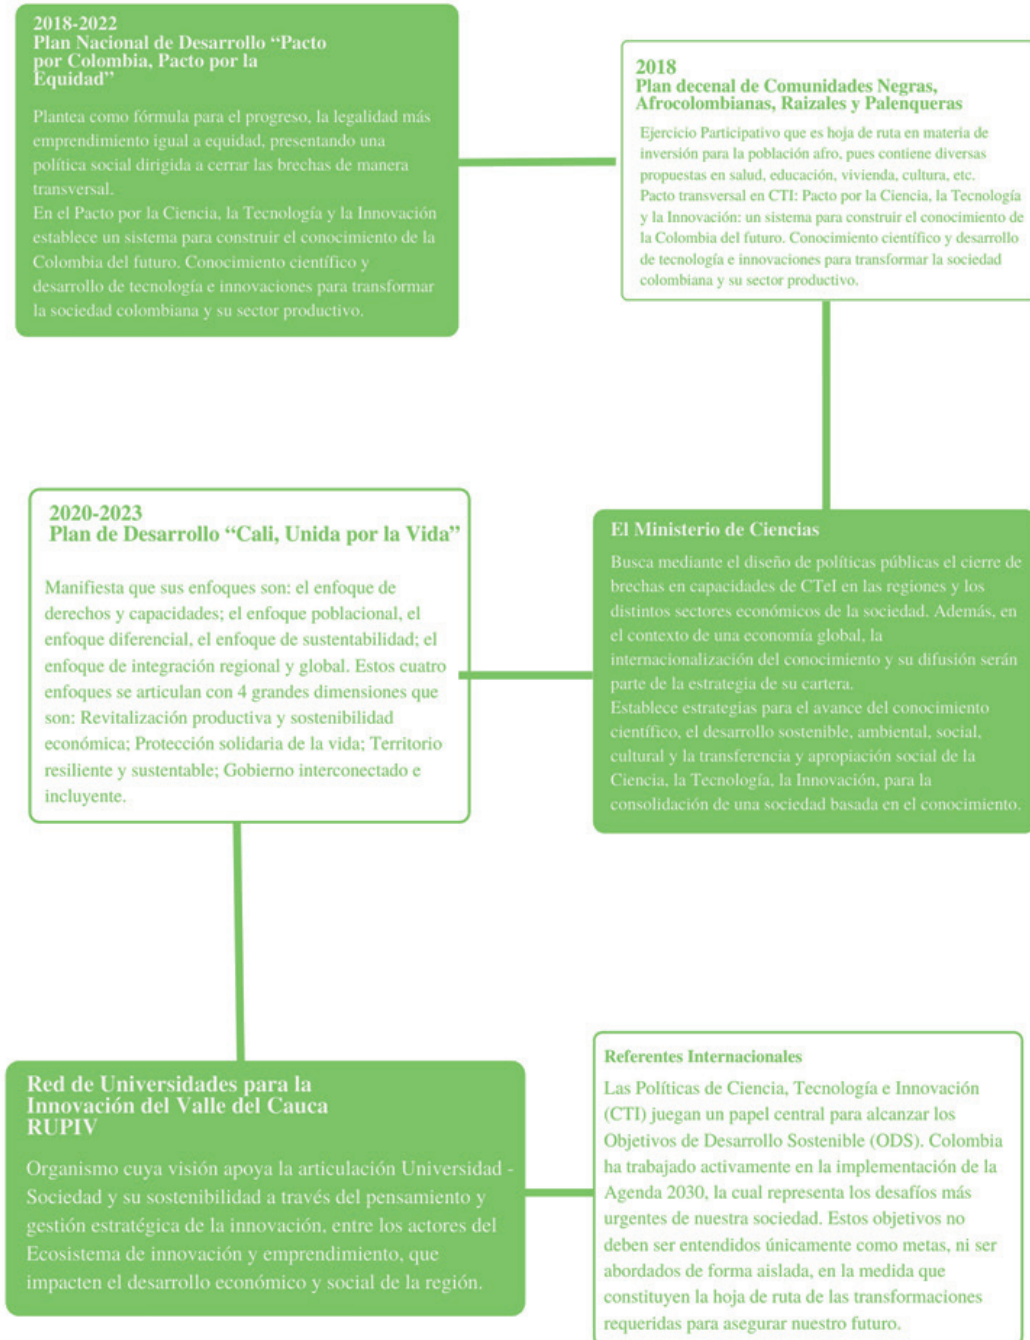 2018-2022
Plan Nacional de Desarrollo “Pacto
por Colombia, Pacto por la
Equidad”
Plantea como fórmula para el progreso, la legalidad más
emprendimiento igual a equidad, presentando una
política social dirigida a cerrar las brechas de manera
transversal.
En el Pacto por la Ciencia, la Tecnología y la Innovación
establece un sistema para construir el conocimiento de la
Colombia del futuro. Conocimiento científico y
desarrollo de tecnología e innovaciones para transformar
la sociedad colombiana y su sector productivo.
2018
Plan decenal de Comunidades Negras,
Afrocolombianas, Raizales y Palenqueras
Ejercicio Participativo que es hoja de ruta en materia de
inversión para la población afro, pues contiene diversas
propuestas en salud, educación, vivienda, cultura, etc.
Pacto transversal en CTI: Pacto por la Ciencia, la Tecnología
y la Innovación: un sistema para construir el conocimiento de
la Colombia del futuro. Conocimiento científico y desarrollo
de tecnología e innovaciones para transformar la sociedad
colombiana y su sector productivo.
2020-2023
Plan de Desarrollo “Cali, Unida por la Vida”
Manifiesta que sus enfoques son: el enfoque de
derechos y capacidades; el enfoque poblacional, el
enfoque diferencial, el enfoque de sustentabilidad; el
enfoque de integración regional y global. Estos cuatro
enfoques se articulan con 4 grandes dimensiones que
son: Revitalización productiva y sostenibilidad
económica; Protección solidaria de la vida; Territorio
resiliente y sustentable; Gobierno interconectado e
incluyente.
El Ministerio de Ciencias
Busca mediante el diseño de políticas públicas el cierre de
brechas en capacidades de CTeI en las regiones y los
distintos sectores económicos de la sociedad. Además, en
el contexto de una economía global, la
internacionalización del conocimiento y su difusión serán
parte de la estrategia de su cartera.
Establece estrategias para el avance del conocimiento
científico, el desarrollo sostenible, ambiental, social,
cultural y la transferencia y apropiación social de la
Ciencia, la Tecnología, la Innovación, para la
consolidación de una sociedad basada en el conocimiento.
Red de Universidades para la
Innovación del Valle del Cauca
RUPIV
Organismo cuya visión apoya la articulación Universidad -
Sociedad y su sostenibilidad a través del pensamiento y
gestión estratégica de la innovación, entre los actores del
Ecosistema de innovación y emprendimiento, que
impacten el desarrollo económico y social de la región.
Referentes Internacionales
Las Políticas de Ciencia, Tecnología e Innovación
(CTI) juegan un papel central para alcanzar los
Objetivos de Desarrollo Sostenible (ODS). Colombia
ha trabajado activamente en la implementación de la
Agenda 2030, la cual representa los desafíos más
urgentes de nuestra sociedad. Estos objetivos no
deben ser entendidos únicamente como metas, ni ser
abordados de forma aislada, en la medida que
constituyen la hoja de ruta de las transformaciones
requeridas para asegurar nuestro futuro.